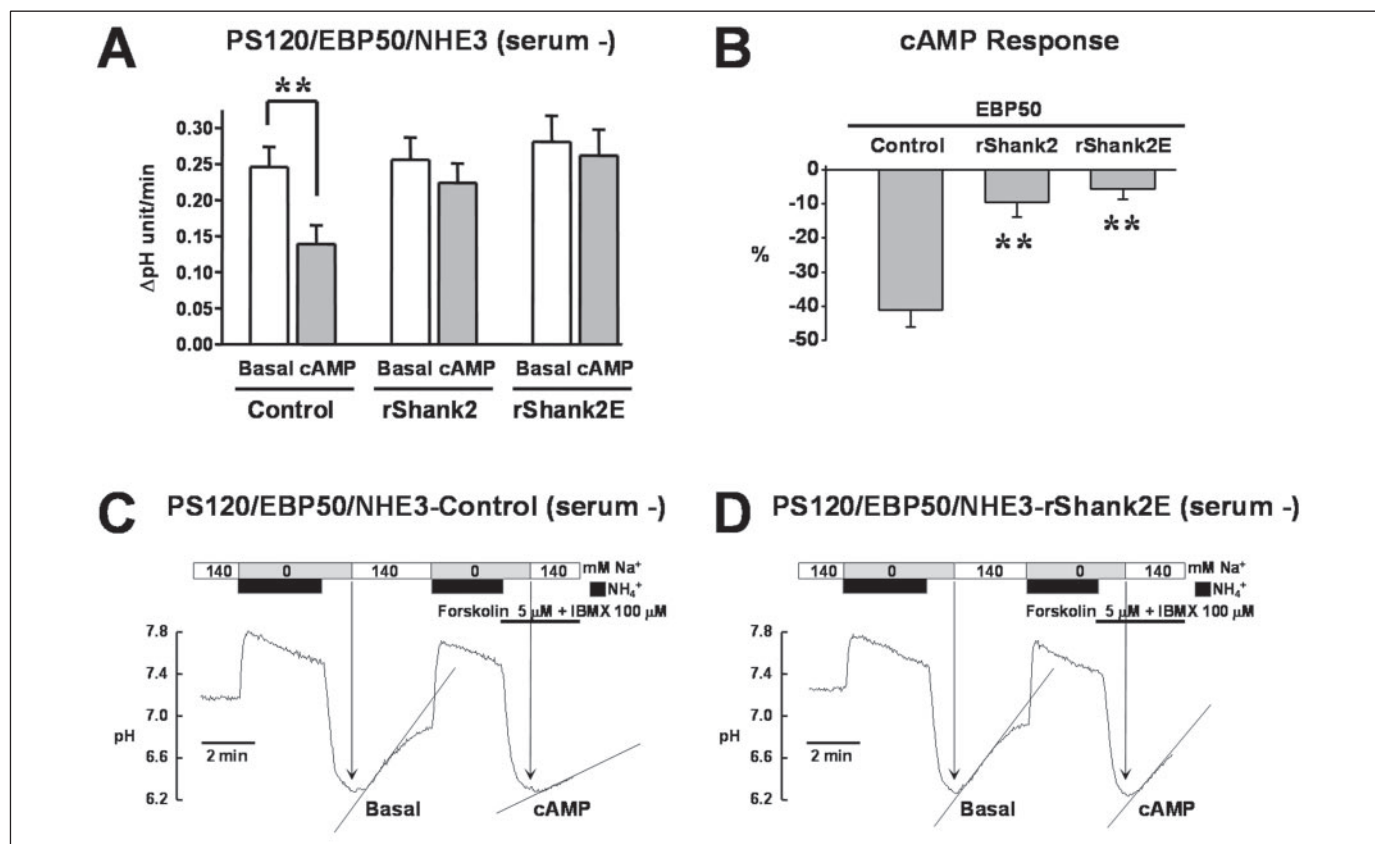 A PS120/EBP50/NHE3 (serum -)
**
ΔpH unit/min
0.30
0.25
0.20
0.15
0.10
0.05
0.00
Basal cAMP Basal cAMP Basal cAMP
Control rShank2 rShank2E
B cAMP Response
EBP50
Control rShank2 rShank2E
%
0
-10
-20
-30
-40
-50
** **
C PS120/EBP50/NHE3-Control (serum -)
140 0 140 0 140 mM Na⁺
NH₄⁺
Forskolin 5 μM + IBMX 100 μM
7.8
7.4
7.0
6.6
6.2
pH
2 min
Basal cAMP
D PS120/EBP50/NHE3-rShank2E (serum -)
140 0 140 0 140 mM Na⁺
NH₄⁺
Forskolin 5 μM + IBMX 100 μM
7.8
7.4
7.0
6.6
6.2
pH
2 min
Basal cAMP